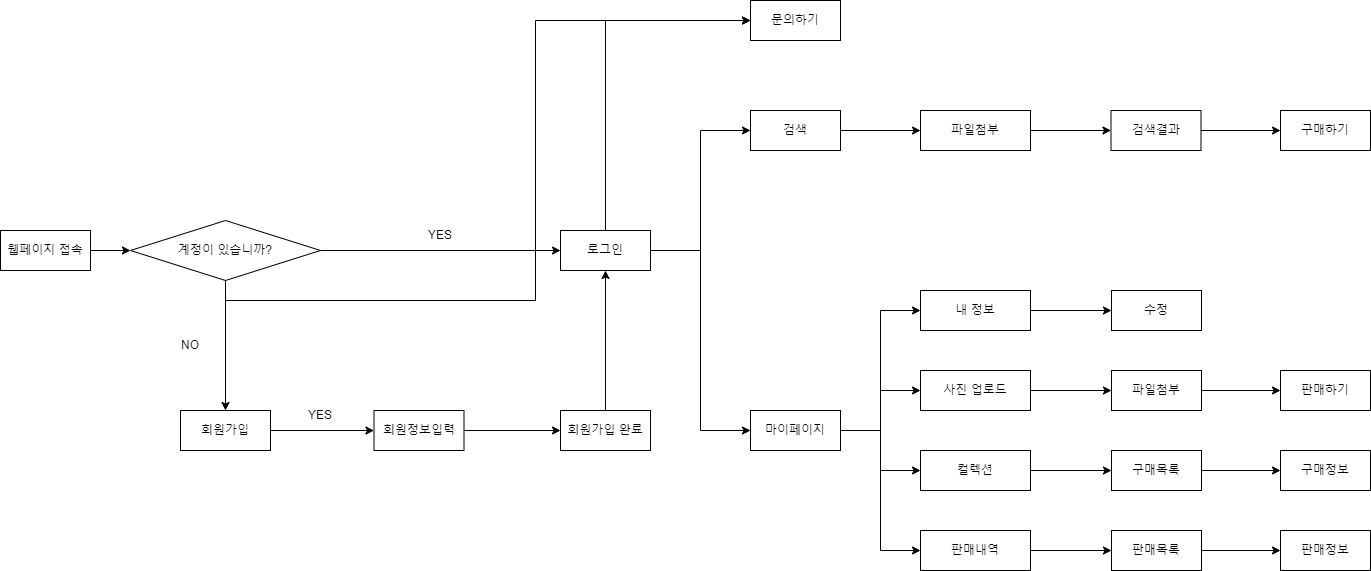 문의하기
검색
파일첨부
검색결과
구매하기
웹페이지 접속
계정이 있습니까?
YES
로그인
내 정보
수정
NO
사진 업로드
파일첨부
판매하기
회원가입
YES
회원정보입력
회원가입 완료
마이페이지
컬렉션
구매목록
구매정보
판매내역
판매목록
판매정보